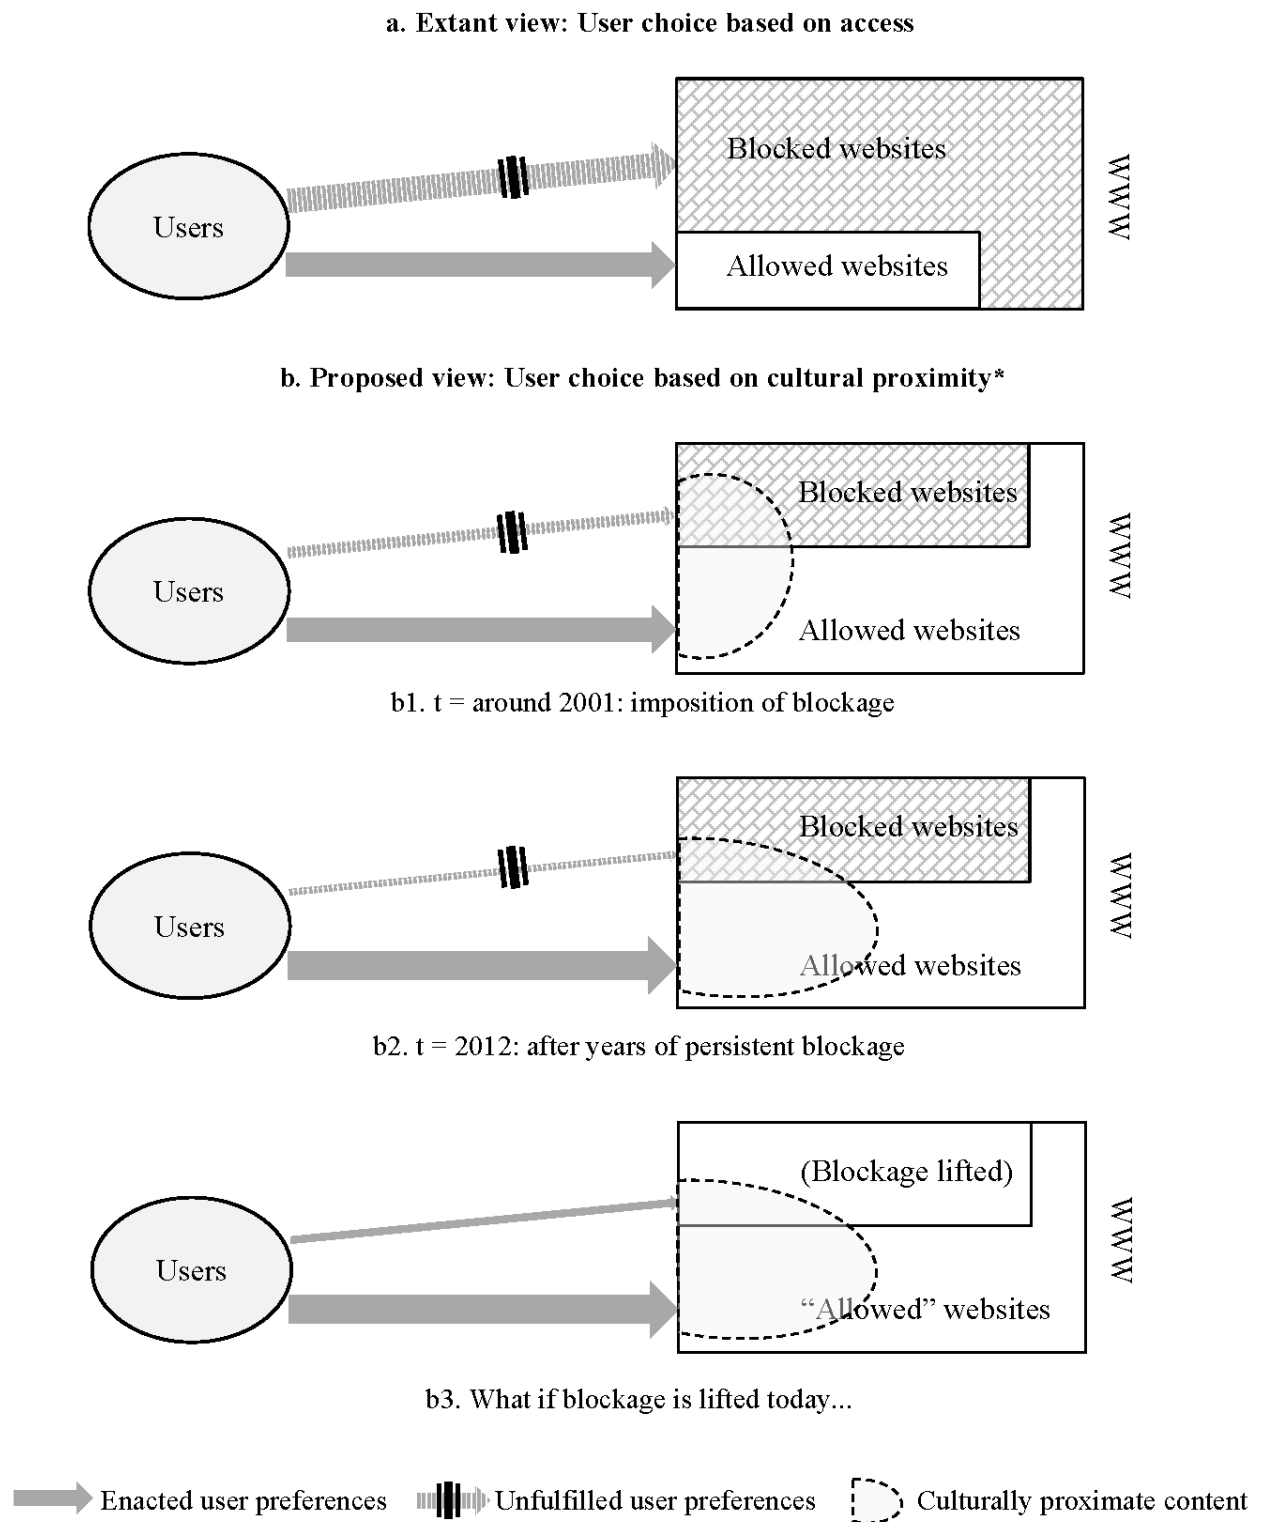 a. Extant view: User choice based on access
Blocked websites
Users
Allowed websites
WWW
b. Proposed view: User choice based on cultural proximity*
Blocked websites
Users
Allowed websites
WWW
b1. t = around 2001: imposition of blockage
Blocked websites
Users
Allowed websites
WWW
b2. t = 2012: after years of persistent blockage
(Blockage lifted)
Users
“Allowed” websites
WWW
b3. What if blockage is lifted today...
Enacted user preferences
Unfulfilled user preferences
Culturally proximate content